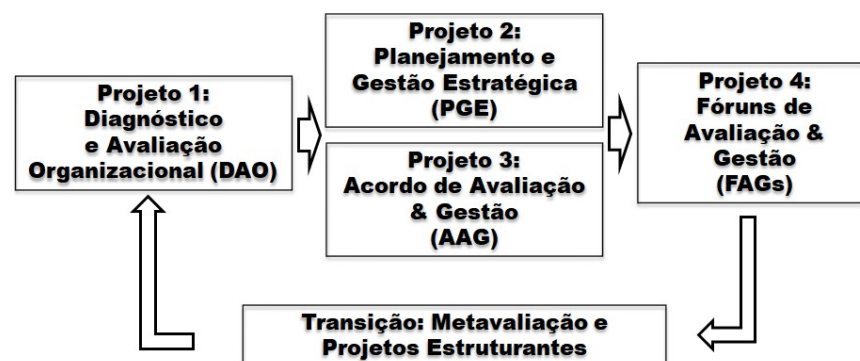 Projeto 1:
Diagnóstico
e Avaliação
Organizacional (DAO)
Projeto 2:
Planejamento e
Gestão Estratégica
(PGE)
Projeto 3:
Acordo de Avaliação
& Gestão
(AAG)
Projeto 4:
Fóruns de
Avaliação &
Gestão
(FAGs)
Transição: Metavaliação e
Projetos Estruturantes